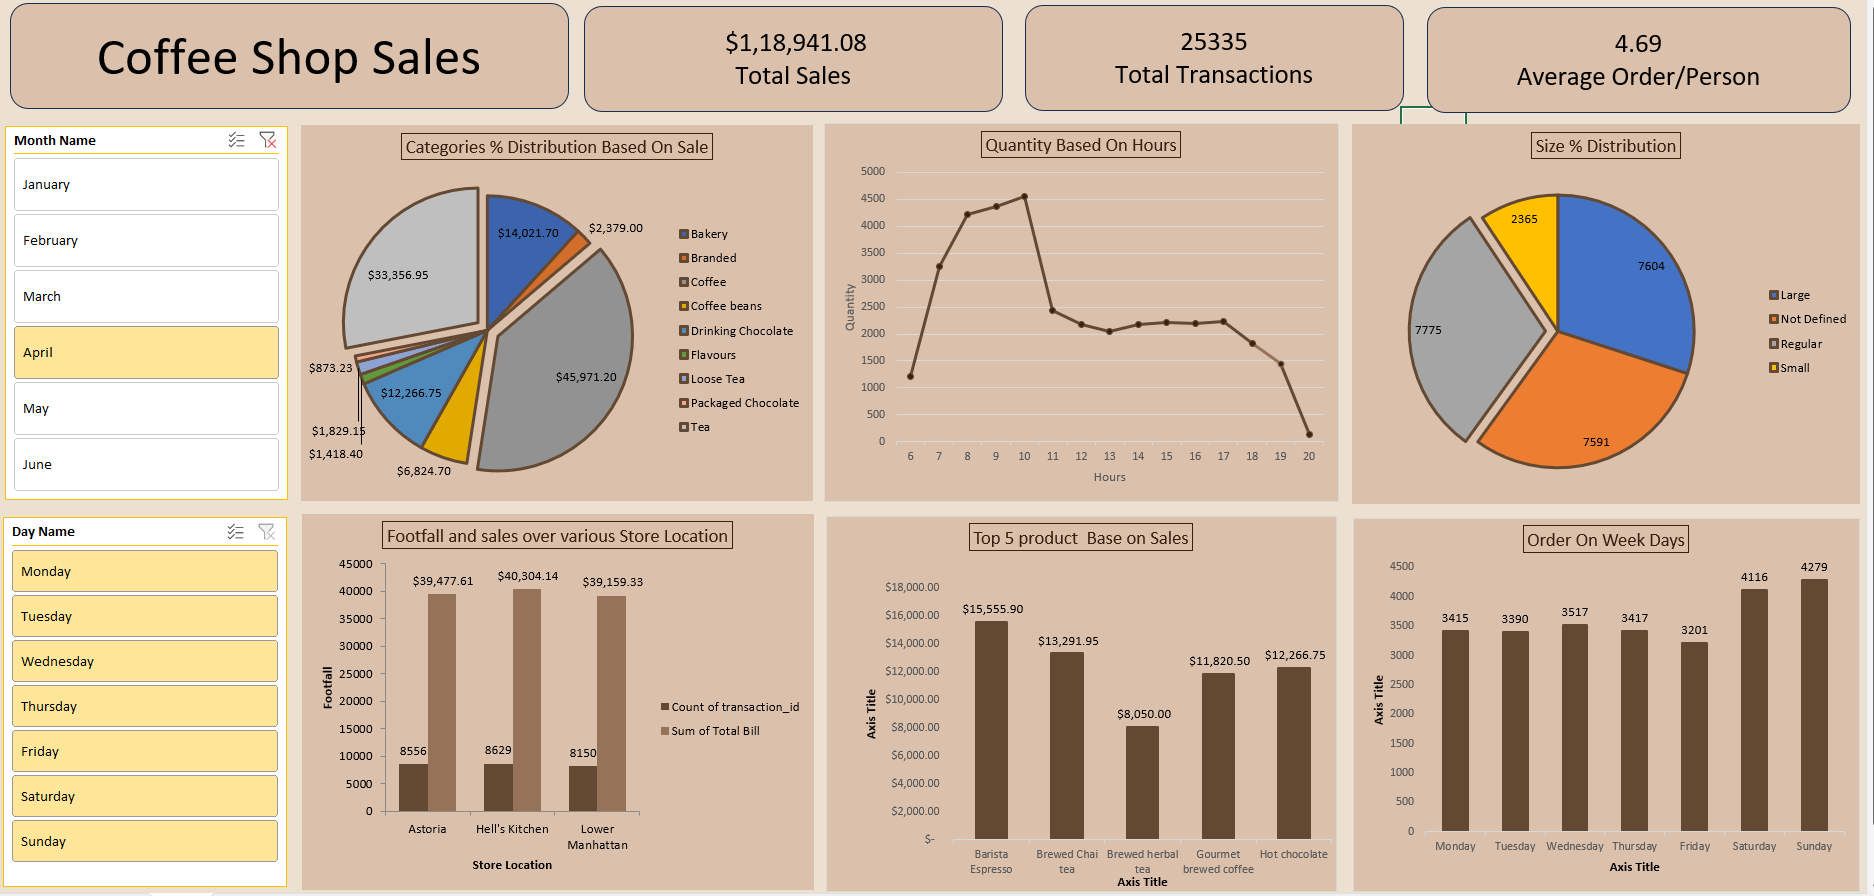 Coffee Shop Sales
$1,18,941.08
Total Sales
25335
Total Transactions
4.69
Average Order/Person
Month Name
January
February
March
April
May
June
Categories % Distribution Based On Sale
$14,021.70
$2,379.00
$33,356.95
$45,971.20
$873.23
$12,266.75
$1,829.15
$1,418.40
$6,824.70
Bakery
Branded
Coffee
Coffee beans
Drinking Chocolate
Flavours
Loose Tea
Packaged Chocolate
Tea
Quantity Based On Hours
5000
4500
4000
3500
3000
2500
2000
1500
1000
500
0
Quantity
6 7 8 9 10 11 12 13 14 15 16 17 18 19 20
Hours
Size % Distribution
2365
7604
7775
7591
Large
Not Defined
Regular
Small
Day Name
Monday
Tuesday
Wednesday
Thursday
Friday
Saturday
Sunday
Footfall and sales over various Store Location
45000
40000
35000
30000
25000
20000
15000
10000
5000
0
Footfall
$39,477.61
$40,304.14
$39,159.33
8556
8629
8150
Astoria
Hell's Kitchen
Lower
Manhattan
Store Location
Count of transaction_id
Sum of Total Bill
Top 5 product Base on Sales
$18,000.00
$16,000.00
$14,000.00
$12,000.00
$10,000.00
$8,000.00
$6,000.00
$4,000.00
$2,000.00
$-
Axis Title
$15,555.90
$13,291.95
$8,050.00
$11,820.50
$12,266.75
Barista
Espresso
Brewed Chai
tea
Brewed herbal
tea
Gourmet
brewed coffee
Hot chocolate
Axis Title
Order On Week Days
4500
4000
3500
3000
2500
2000
1500
1000
500
0
Axis Title
3415
3390
3517
3417
3201
4116
4279
Monday
Tuesday
Wednesday
Thursday
Friday
Saturday
Sunday
Axis Title